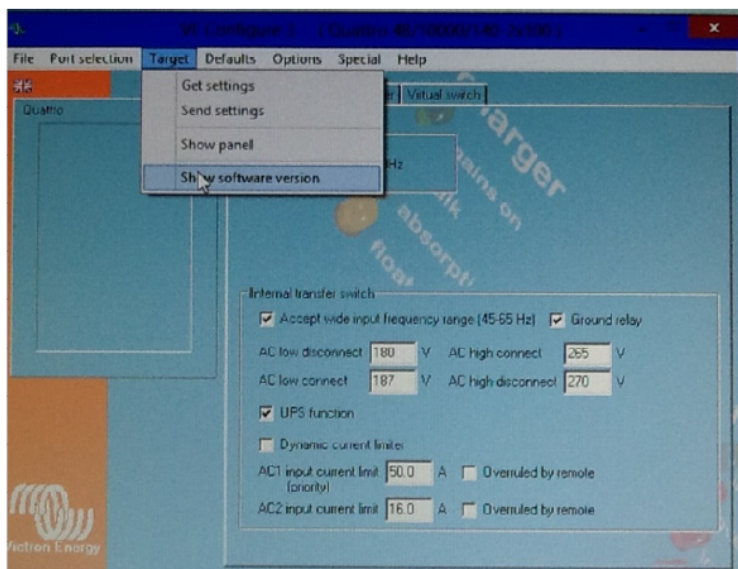 VE Configure 3 ( Quattro 48/10000/140-2x100 )
File Port selection Target Defaults Options Special Help
Get settings
Send settings
Show panel
Show software version
Virtual switch
Quattro
Hz
mains on
absorpti
float
Internal transfer switch
Accept wide input frequency range (45-65 Hz) Ground relay
AC low disconnect 180 V AC high connect 265 V
AC low connect 187 V AC high disconnect 270 V
UPS function
Dynamic current limiter
AC1 input current limit 50.0 A Overruled by remote
(priority)
AC2 input current limit 16.0 A Overruled by remote
Victron Energy